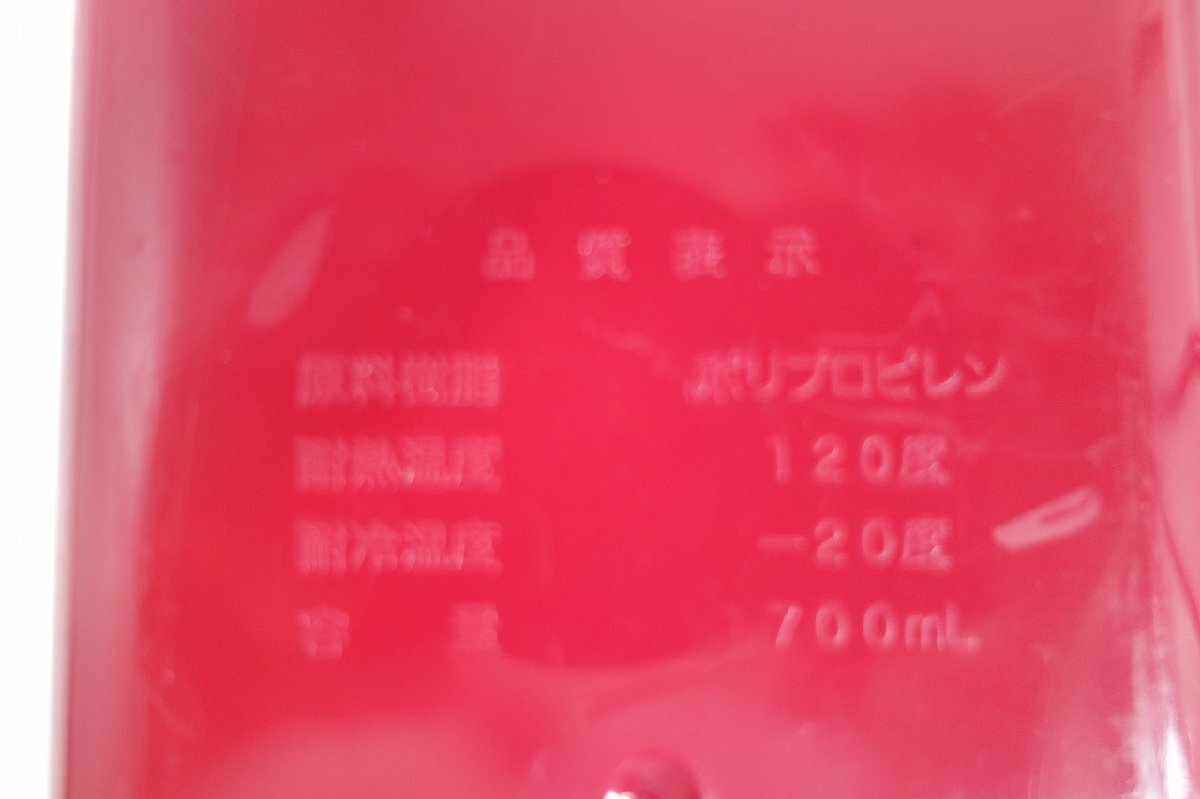 品質表示
原料樹脂 ポリプロピレン
耐熱温度 120度
耐冷温度 -20度
容量 700mL